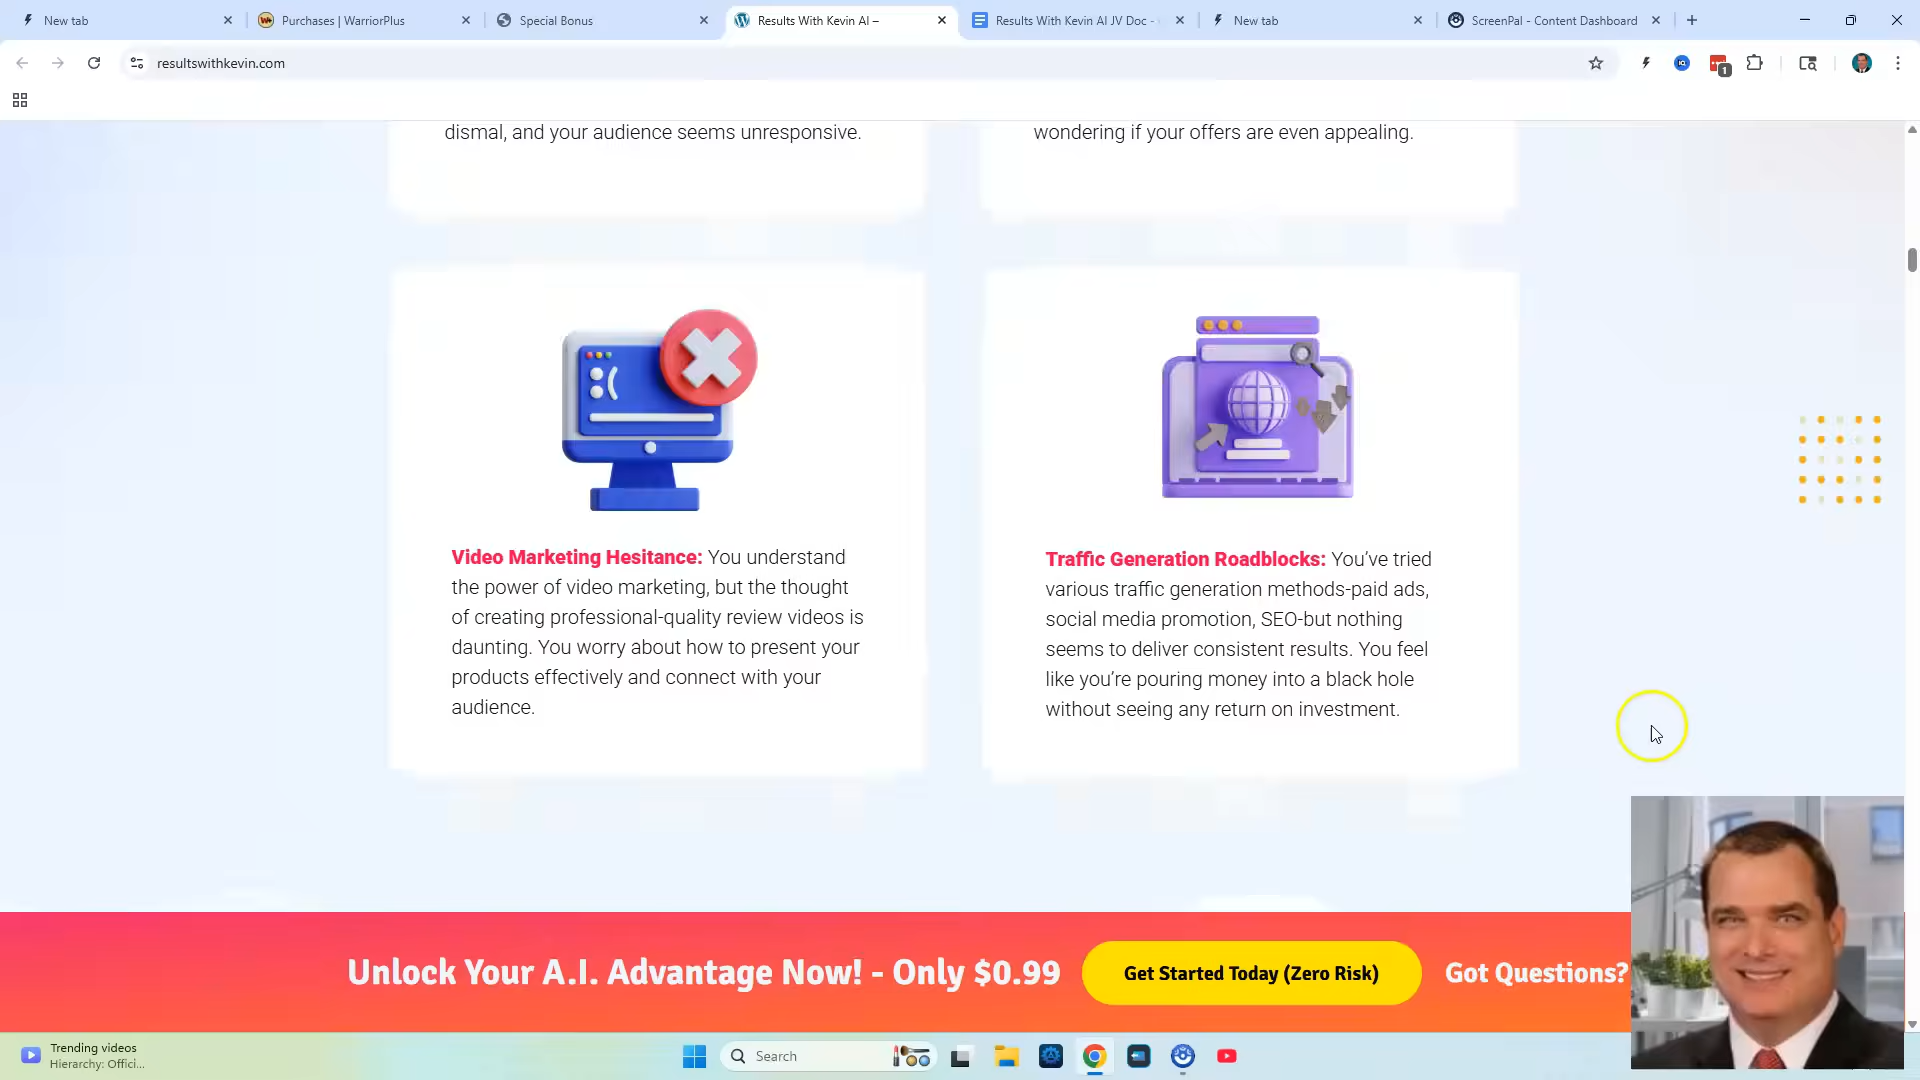 New tab
Purchases | WarriorPlus
Special Bonus
Results With Kevin AI –
Results With Kevin AI JV Doc -
New tab
ScreenPal - Content Dashboard
resultswithkevin.com
1
dismal, and your audience seems unresponsive.
wondering if your offers are even appealing.
Video Marketing Hesitance: You understand
the power of video marketing, but the thought
of creating professional-quality review videos is
daunting. You worry about how to present your
products effectively and connect with your
audience.
Traffic Generation Roadblocks: You’ve tried
various traffic generation methods-paid ads,
social media promotion, SEO-but nothing
seems to deliver consistent results. You feel
like you’re pouring money into a black hole
without seeing any return on investment.
Unlock Your A.I. Advantage Now! - Only $0.99
Get Started Today (Zero Risk)
Got Questions?
Trending videos
Hierarchy: Offici...
Search